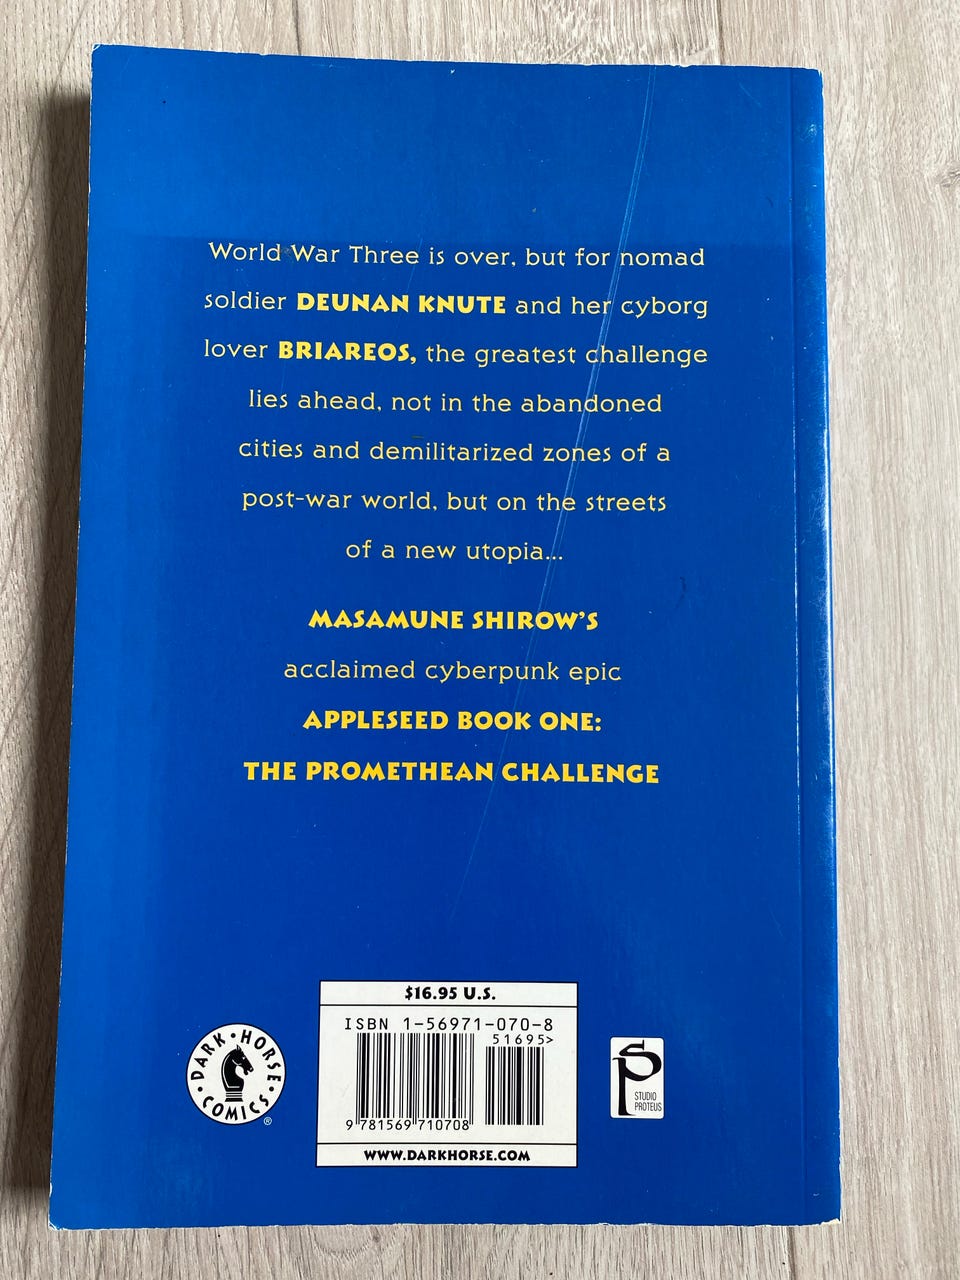 World War Three is over, but for nomad
soldier DEUNAN KNUTE and her cyborg
lover BRIAREOS, the greatest challenge
lies ahead, not in the abandoned
cities and demilitarized zones of a
post-war world, but on the streets
of a new utopia...
MASAMUNE SHIROW'S
acclaimed cyberpunk epic
APPLESEED BOOK ONE:
THE PROMETHEAN CHALLENGE
DARK • HORSE • COMICS •
®
$16.95 U.S.
ISBN 1-56971-070-8
51695>
9 781569 710708
WWW.DARKHORSE.COM
SP
STUDIO
PROTEUS